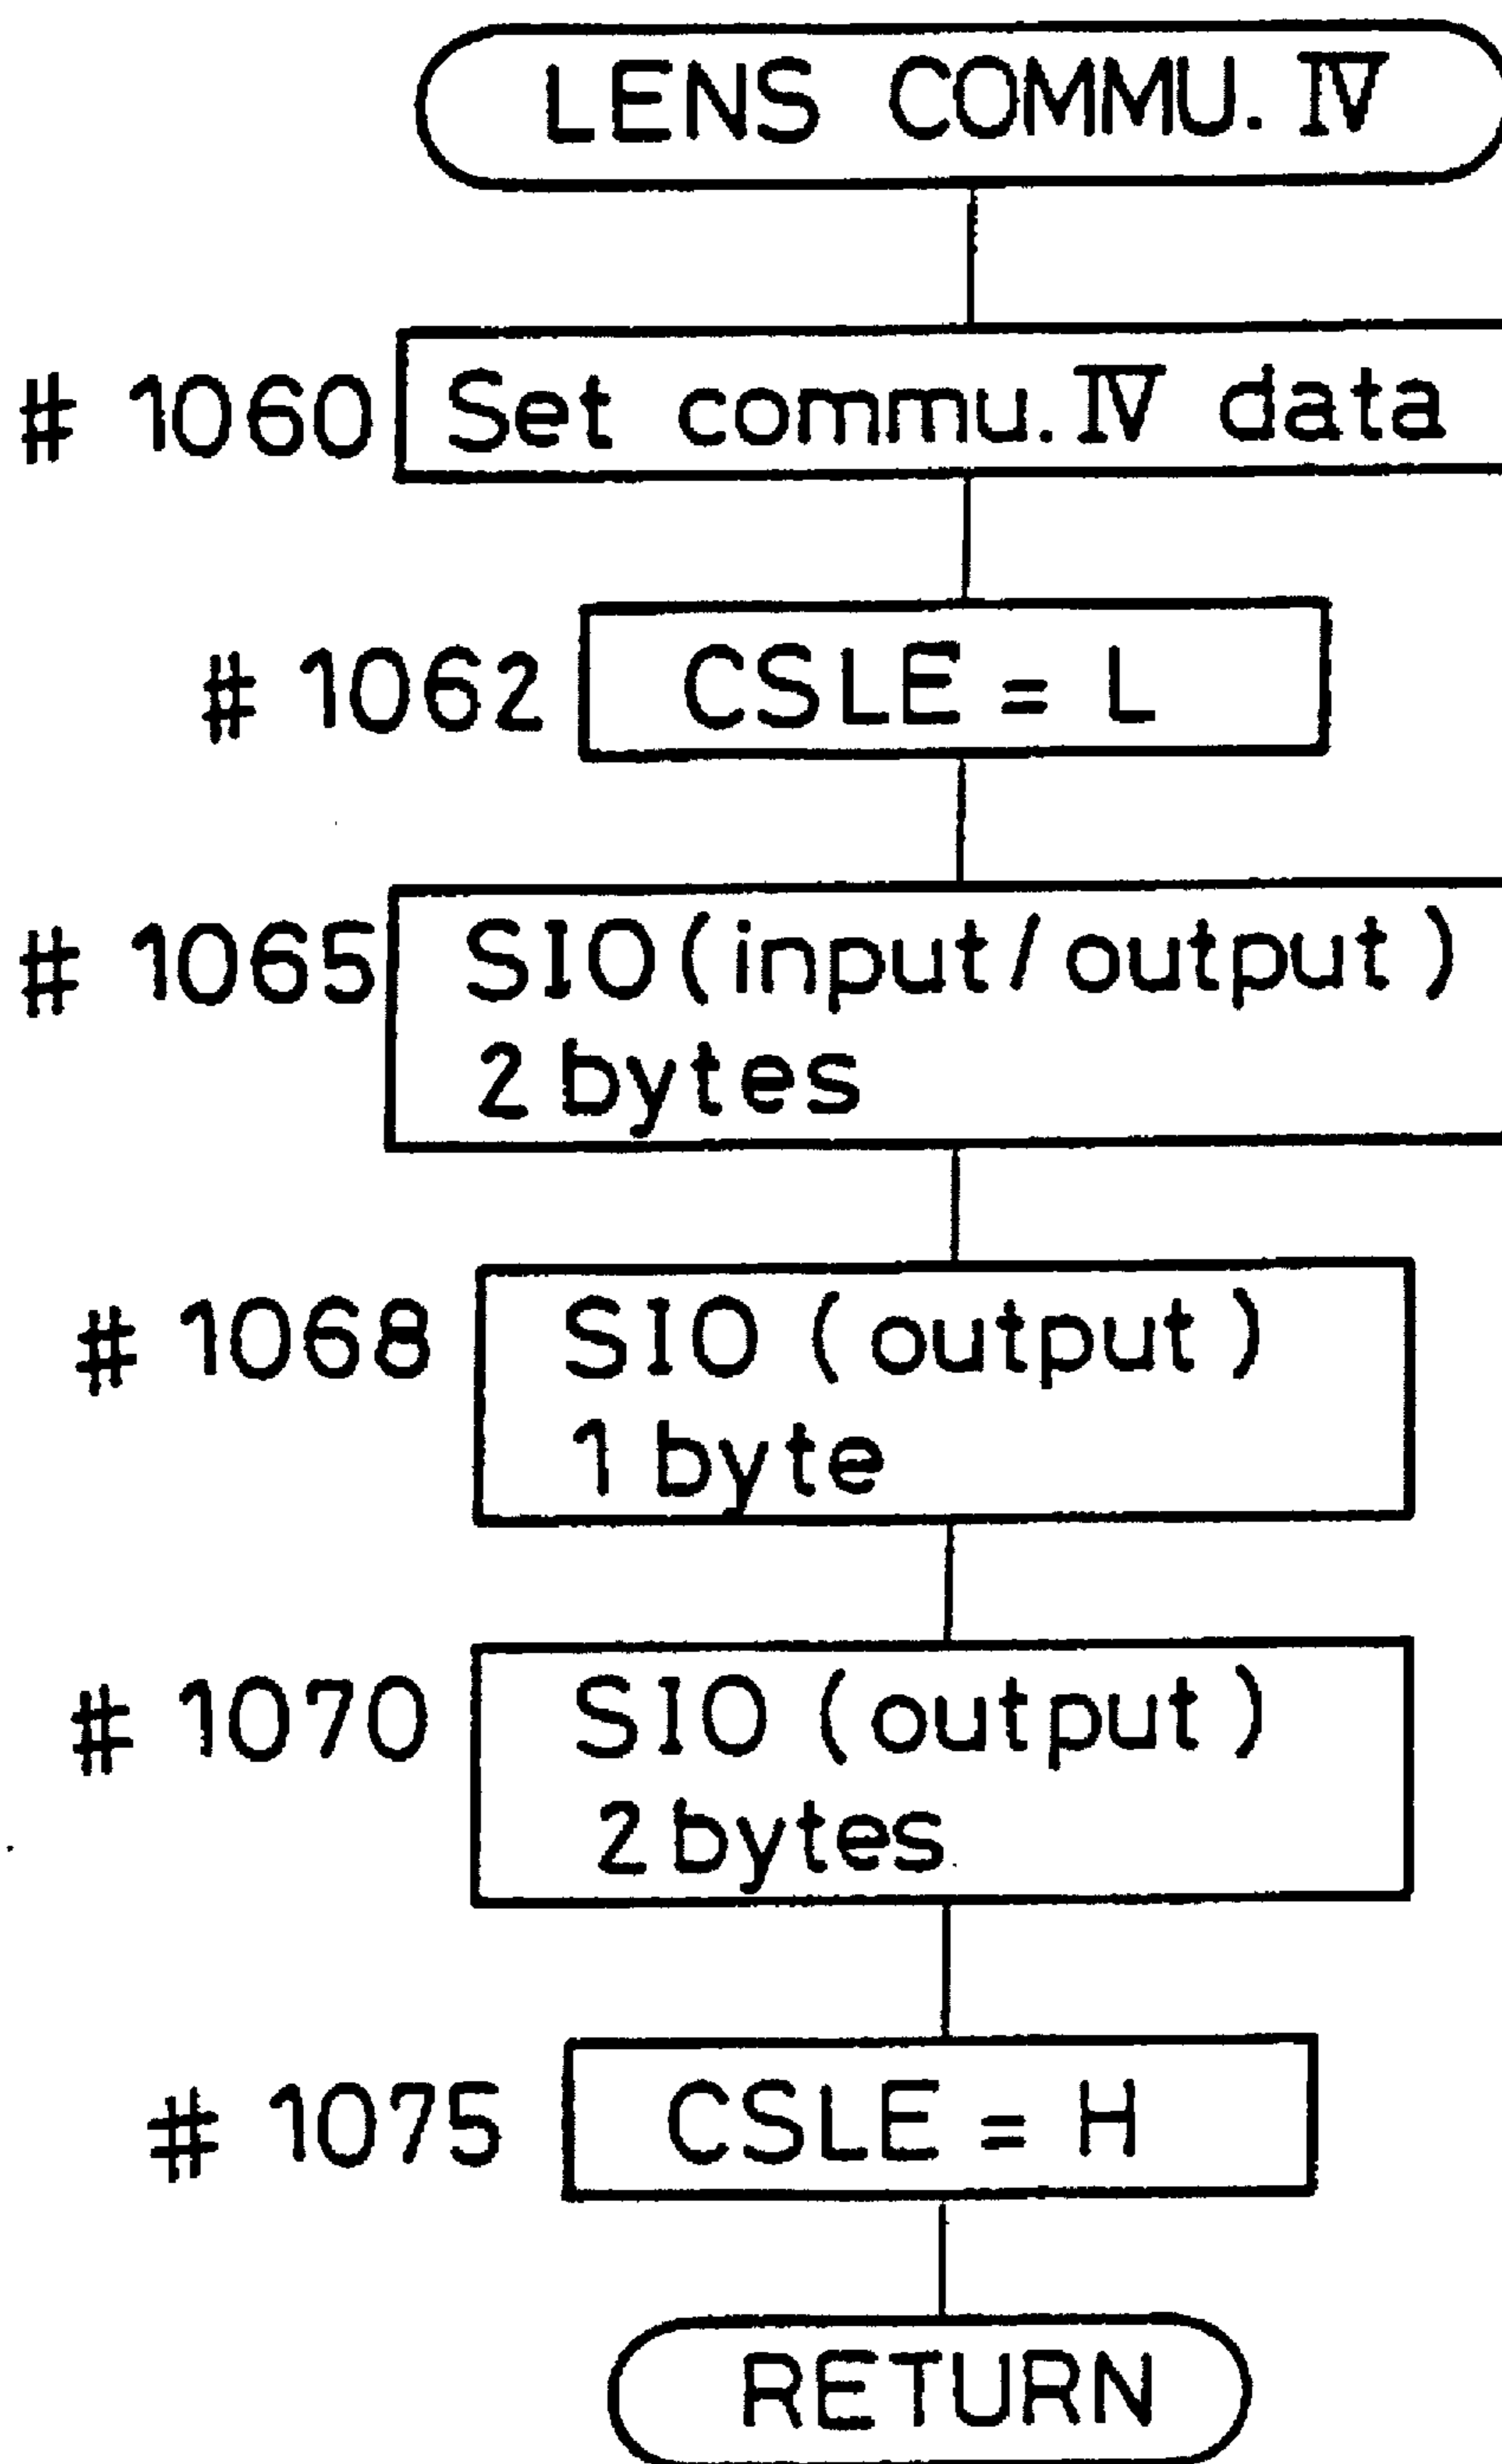 LENS COMMU. IV
# 1060 Set commu. IV data
# 1062 CSLE = L
# 1065 SIO (input/output)
2 bytes
# 1068 SIO (output)
1 byte
# 1070 SIO (output)
2 bytes
# 1075 CSLE = H
RETURN